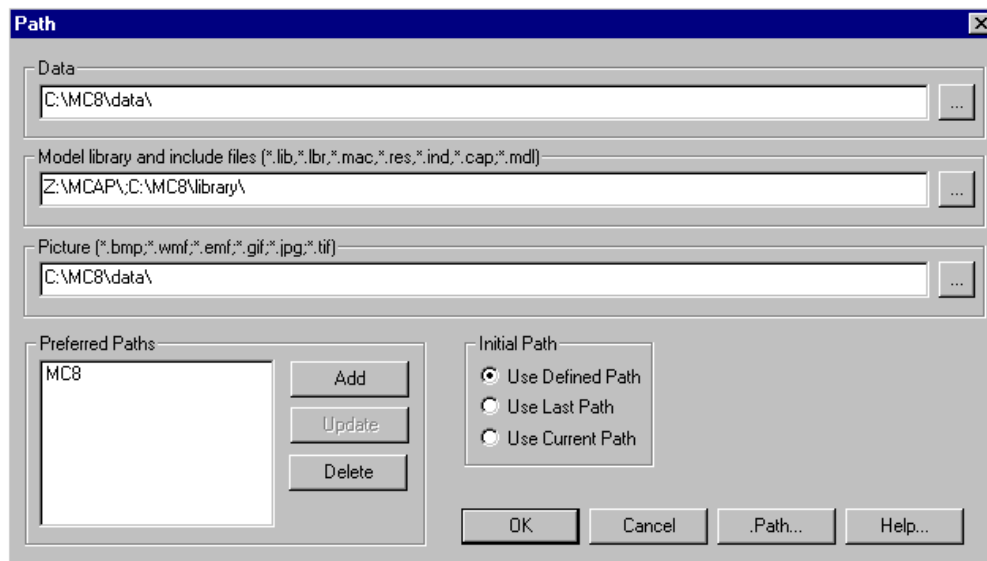 Path
Data
C:\MC8\data\
...
Model library and include files (*.lib,*.lbr,*.mac,*.res,*.ind,*.cap;*.mdl)
Z:\MCAP\;C:\MC8\library\
...
Picture (*.bmp;*.wmf;*.emf;*.gif;*.jpg;*.tif)
C:\MC8\data\
...
Preferred Paths
MC8
Add
Update
Delete
Initial Path
Use Defined Path
Use Last Path
Use Current Path
OK
Cancel
.Path...
Help...